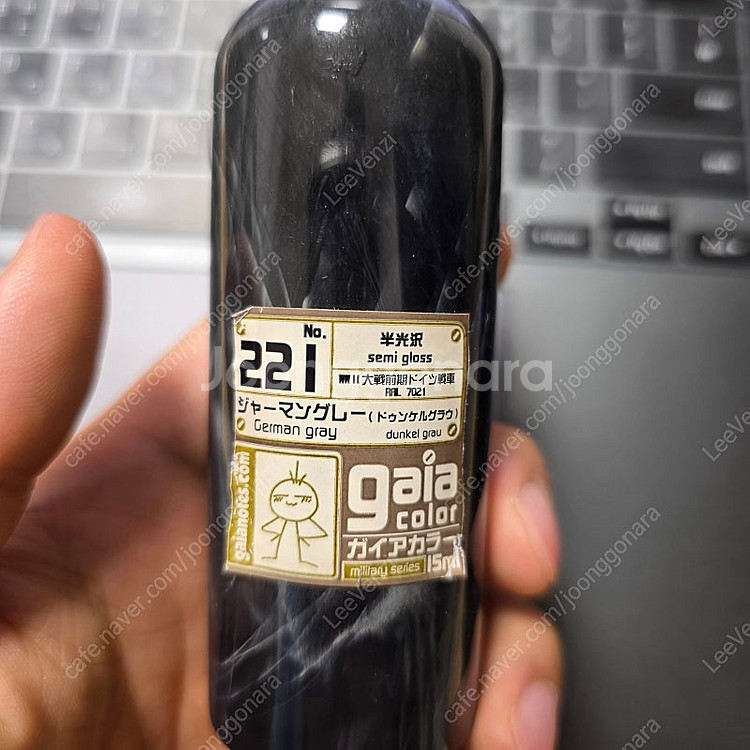 No.
221
半光沢
semi gloss
WWII大戦前期ドイツ戦車
RAL 7021
ジャーマングレー(ドゥンケルグラウ)
German gray
dunkel grau
gaianotes.com
gaia
color
ガイアカラー
military series
15ml
Joonggonara
cafe.naver.com/joonggonara
LeeVenzi